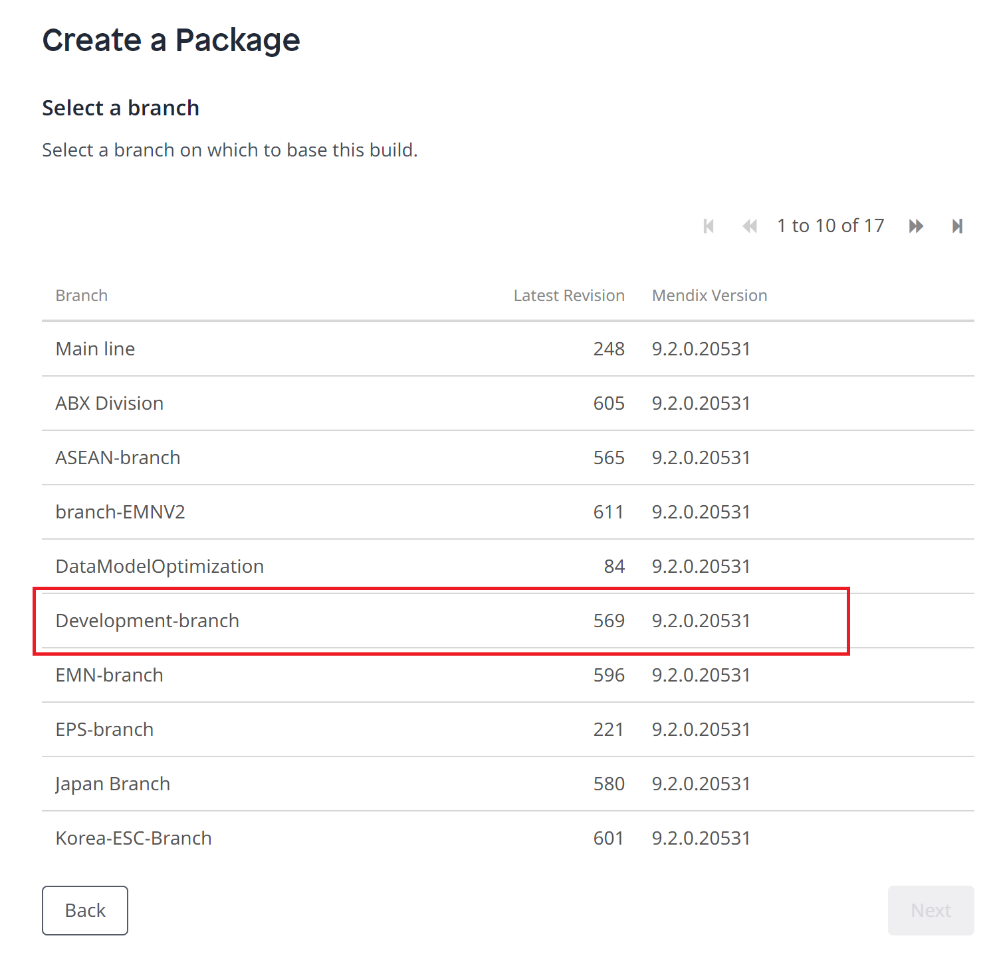 Create a Package
Select a branch
Select a branch on which to base this build.
1 to 10 of 17
Branch Latest Revision Mendix Version
Main line 248 9.2.0.20531
ABX Division 605 9.2.0.20531
ASEAN-branch 565 9.2.0.20531
branch-EMNV2 611 9.2.0.20531
DataModelOptimization 84 9.2.0.20531
Development-branch 569 9.2.0.20531
EMN-branch 596 9.2.0.20531
EPS-branch 221 9.2.0.20531
Japan Branch 580 9.2.0.20531
Korea-ESC-Branch 601 9.2.0.20531
Back Next